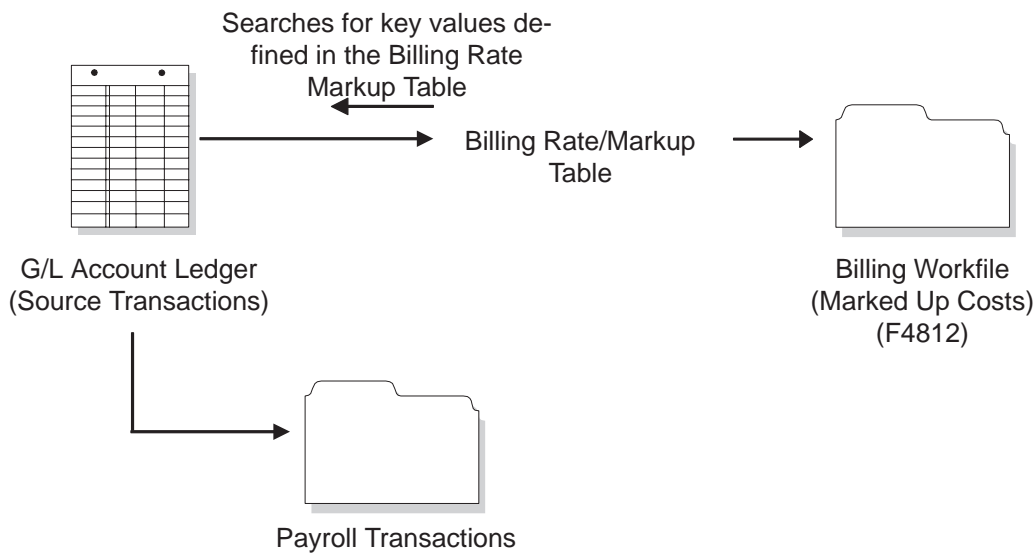 Searches for key values de-
fined in the Billing Rate
Markup Table
Billing Rate/Markup
Table
G/L Account Ledger
(Source Transactions)
Billing Workfile
(Marked Up Costs)
(F4812)
Payroll Transactions